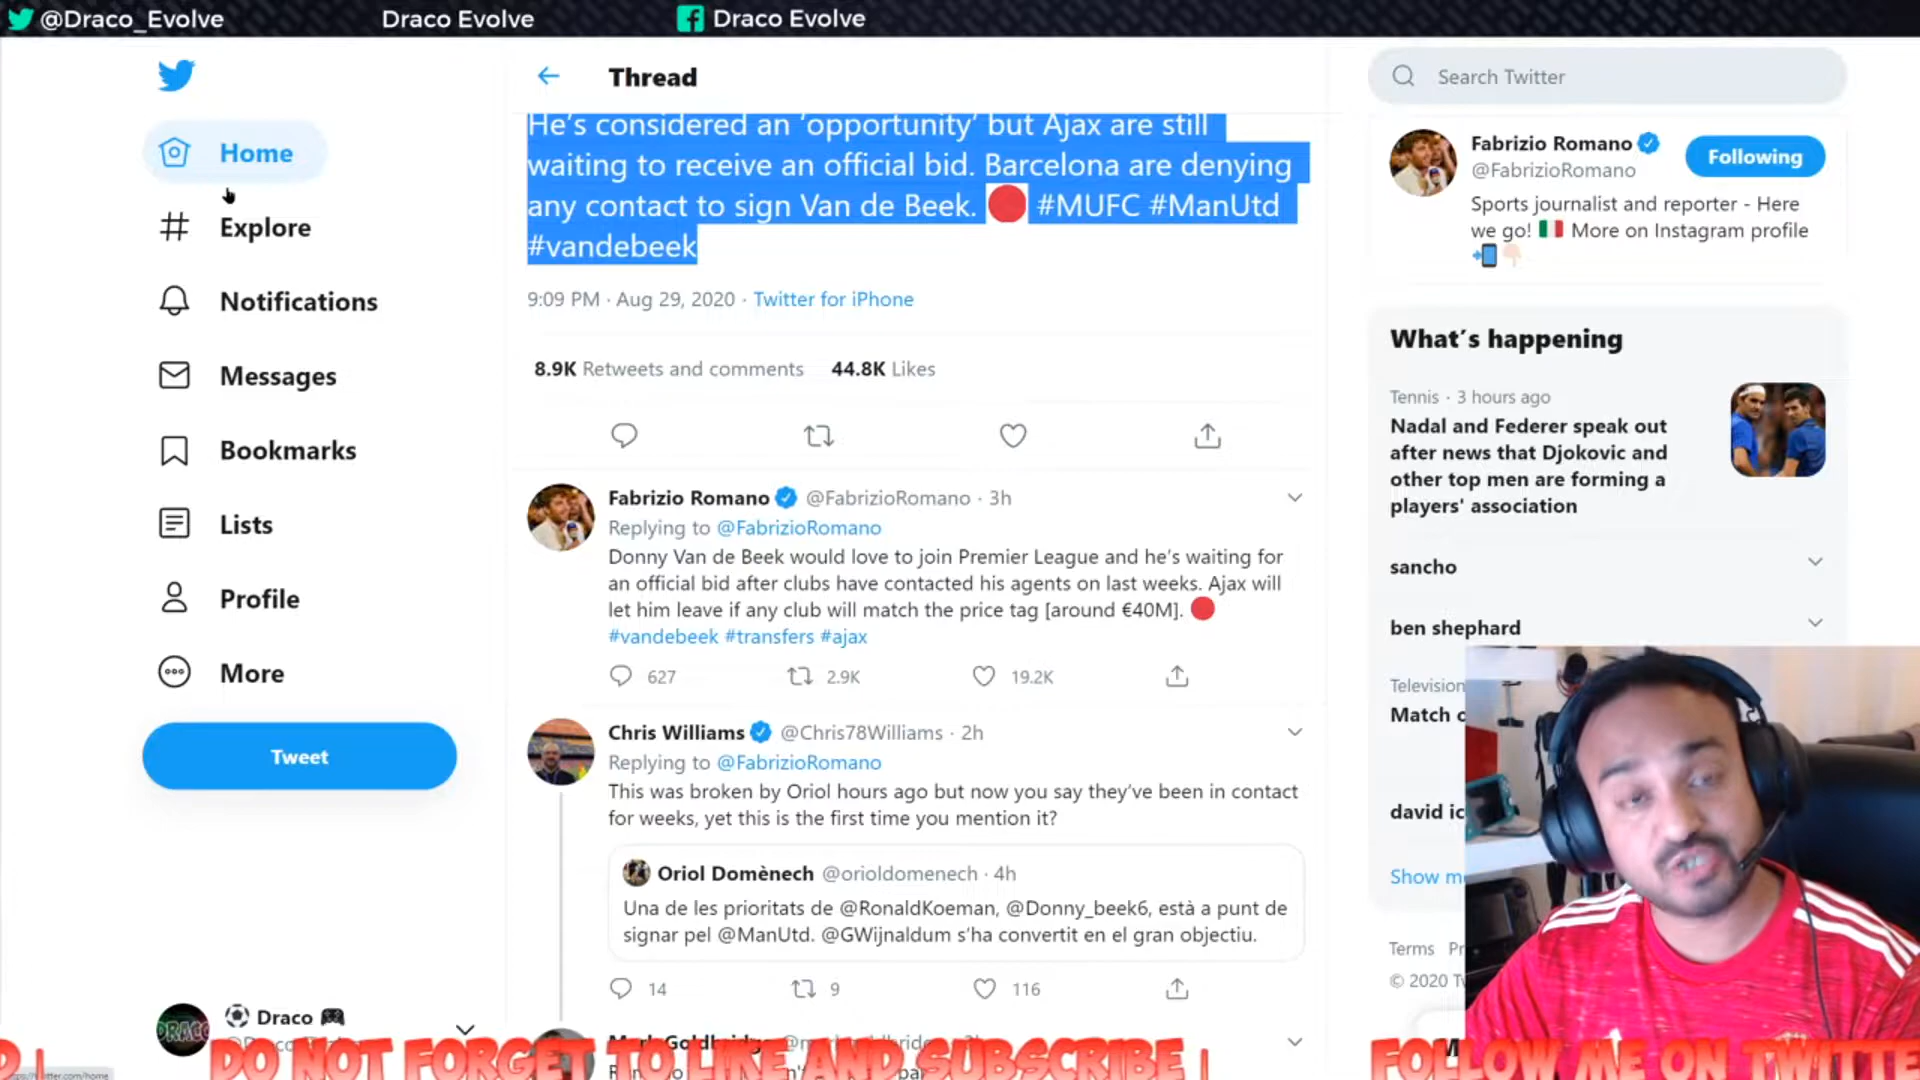 @Draco_Evolve
Draco Evolve
Draco Evolve
Home
Explore
Notifications
Messages
Bookmarks
Lists
Profile
More
Tweet
Draco
DRACO
Thread
He's considered an 'opportunity' but Ajax are still
waiting to receive an official bid. Barcelona are denying
any contact to sign Van de Beek. 🔴 #MUFC #ManUtd
#vandebeek
9:09 PM · Aug 29, 2020 · Twitter for iPhone
8.9K Retweets and comments 44.8K Likes
Fabrizio Romano @FabrizioRomano · 3h
Replying to @FabrizioRomano
Donny Van de Beek would love to join Premier League and he's waiting for
an official bid after clubs have contacted his agents on last weeks. Ajax will
let him leave if any club will match the price tag [around €40M]. 🔴
#vandebeek #transfers #ajax
627 2.9K 19.2K
Chris Williams @Chris78Williams · 2h
Replying to @FabrizioRomano
This was broken by Oriol hours ago but now you say they've been in contact
for weeks, yet this is the first time you mention it?
Oriol Domènech @orioldomenech · 4h
Una de les prioritats de @RonaldKoeman, @Donny_beek6, està a punt de
signar pel @ManUtd. @GWijnaldum s'ha convertit en el gran objectiu.
14 9 116
Search Twitter
Fabrizio Romano
@FabrizioRomano
Following
Sports journalist and reporter - Here
we go! 🇮🇹 More on Instagram profile
📲👇🏻
What's happening
Tennis · 3 hours ago
Nadal and Federer speak out
after news that Djokovic and
other top men are forming a
players' association
sancho
ben shephard
Television
Match
david ic
Show
Terms
© 2020
DO NOT FORGET TO LIKE AND SUBSCRIBE |
FOLLOW ME ON TWITTE